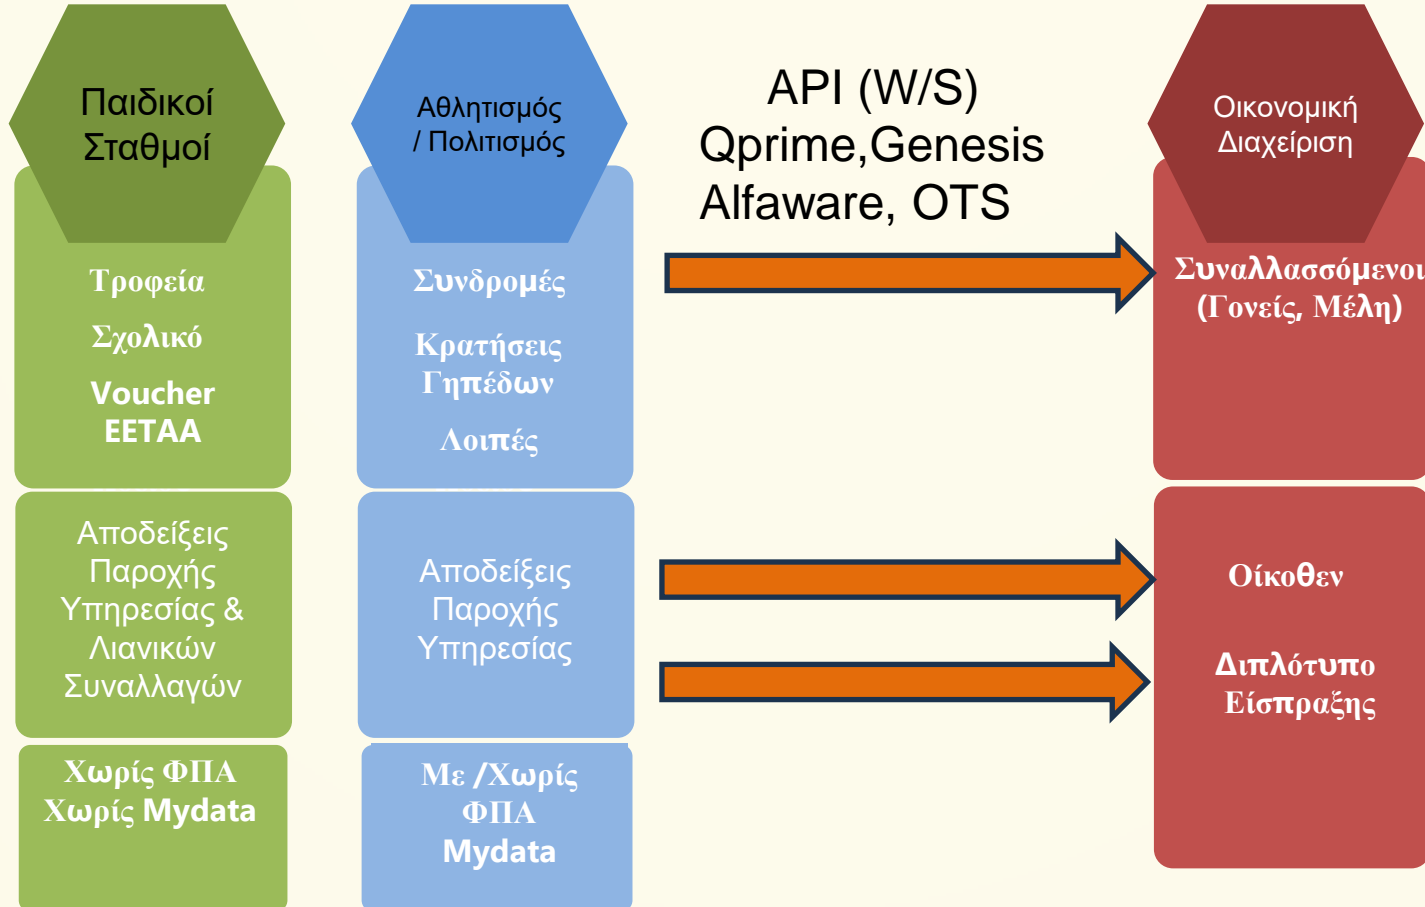 Παιδικοί
Σταθμοί
Τροφεία
Σχολικό
Voucher
ΕΕΤΑΑ
Αποδείξεις
Παροχής
Υπηρεσίας &
Λιανικών
Συναλλαγών
Χωρίς ΦΠΑ
Χωρίς Mydata
Αθλητισμός
/ Πολιτισμός
Συνδρομές
Κρατήσεις
Γηπέδων
Λοιπές
Αποδείξεις
Παροχής
Υπηρεσίας
Με /Χωρίς
ΦΠΑ
Mydata
API (W/S)
Qprime,Genesis
Alfaware, OTS
Οικονομική
Διαχείριση
Συναλλασσόμενοι
(Γονείς, Μέλη)
Οίκοθεν
Διπλότυπο
Είσπραξης